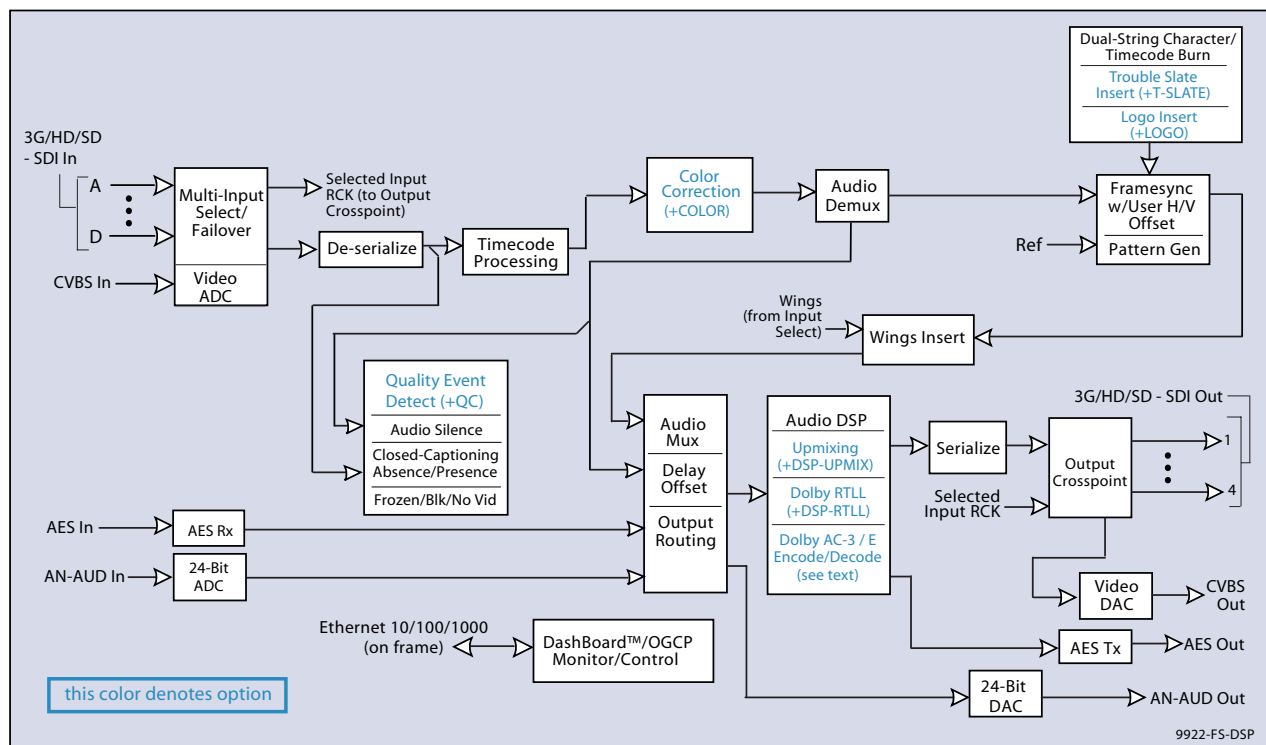 Dual-String Character/
Timecode Burn
Trouble Slate
Insert (+T-SLATE)
Logo Insert
(+LOGO)
3G/HD/SD
- SDI In
A
D
CVBS In
Multi-Input
Select/
Failover
Video
ADC
Selected Input
RCK (to Output
Crosspoint)
De-serialize
Timecode
Processing
Color
Correction
(+COLOR)
Audio
Demux
Framesync
w/User H/V
Offset
Pattern Gen
Ref
Wings
(from Input
Select)
Wings Insert
Quality Event
Detect (+QC)
Audio Silence
Closed-Captioning
Absence/Presence
Frozen/Blk/No Vid
Audio
Mux
Delay
Offset
Output
Routing
Audio DSP
Upmixing
(+DSP-UPMIX)
Dolby RTLL
(+DSP-RTLL)
Dolby AC-3 / E
Encode/Decode
(see text)
Serialize
Selected
Input RCK
Output
Crosspoint
3G/HD/SD - SDI Out
1
4
AES In
AES Rx
AN-AUD In
24-Bit
ADC
Video
DAC
CVBS
Out
AES Tx
AES Out
24-Bit
DAC
AN-AUD Out
Ethernet 10/100/1000
(on frame)
DashBoard™/OGCP
Monitor/Control
this color denotes option
9922-FS-DSP